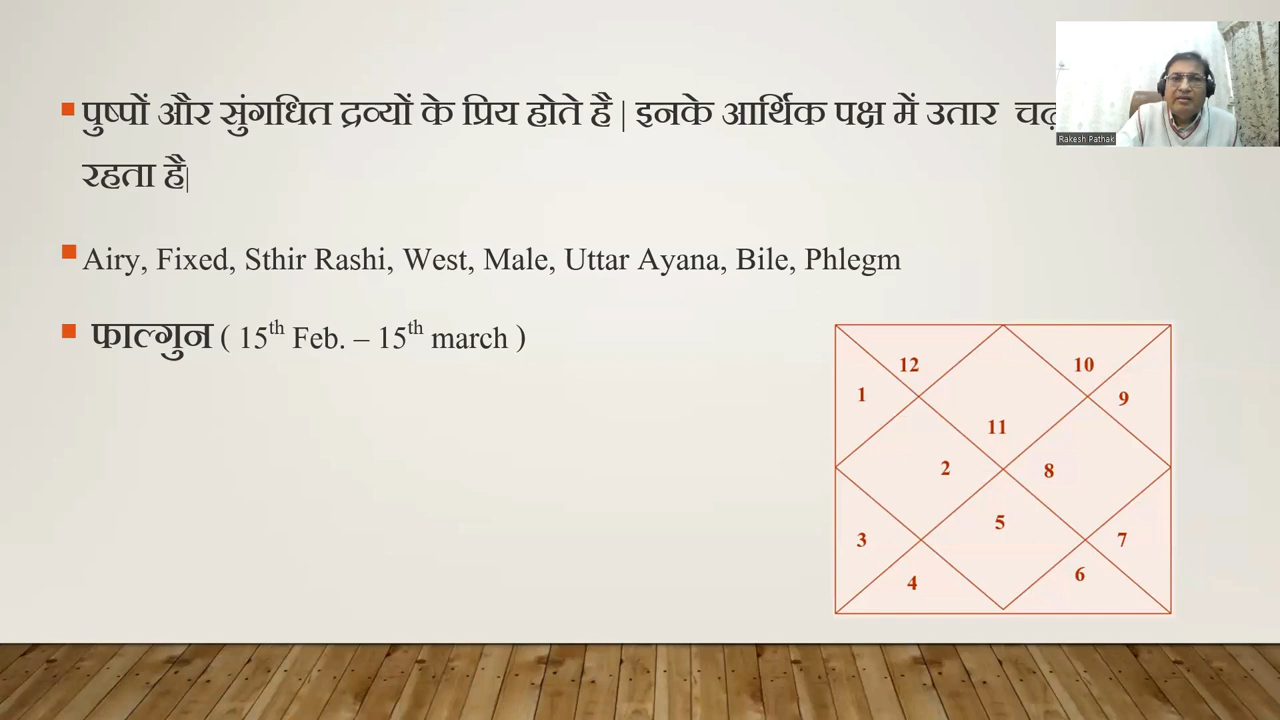 पुष्पों और सुंगधित द्रव्यों के प्रिय होते है | इनके आर्थिक पक्ष में उतार
रहता है|
Airy, Fixed, Sthir Rashi, West, Male, Uttar Ayana, Bile, Phlegm
फाल्गुन ( 15th Feb. – 15th march )
Rakesh Pathak
12 10
1 9
11
2 8
5
3 7
4 6